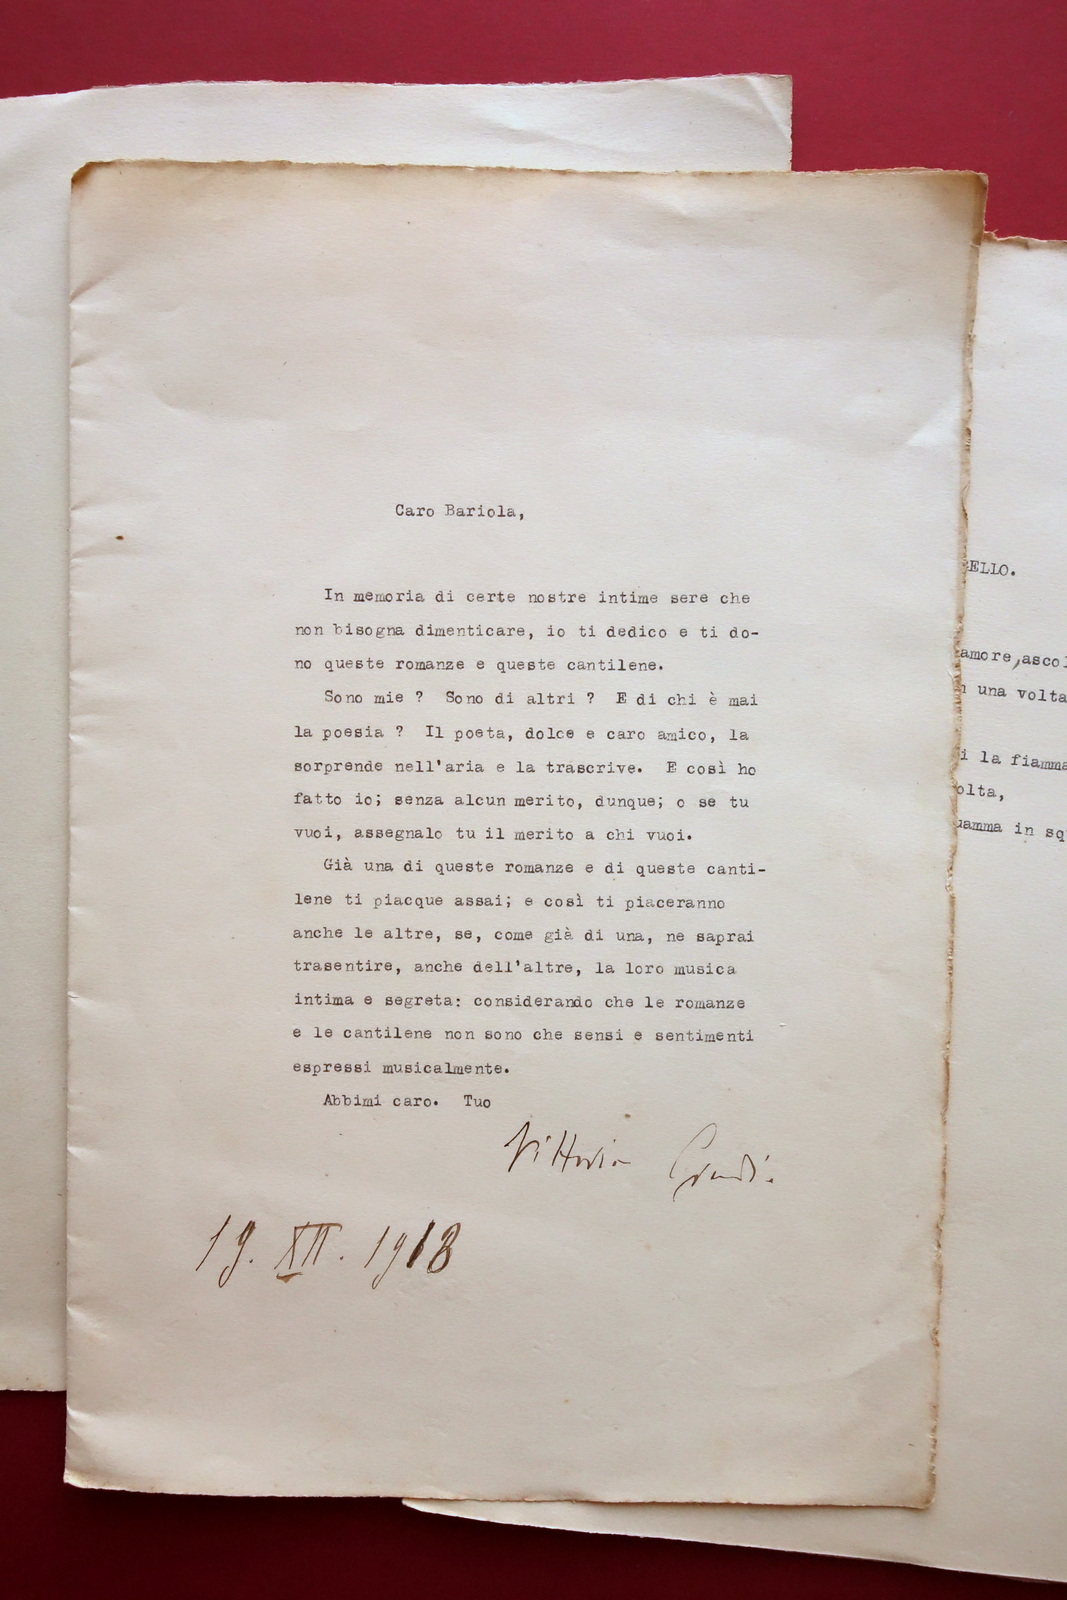 Caro Bariola,
In memoria di certe nostre intime sere che
non bisogna dimenticare, io ti dedico e ti do-
no queste romanze e queste cantilene.
Sono mie ? Sono di altri ? E di chi è mai
la poesia ? Il poeta, dolce e caro amico, la
sorprende nell'aria e la trascrive. E così ho
fatto io; senza alcun merito, dunque; o se tu
vuoi, assegnalo tu il merito a chi vuoi.
Già una di queste romanze e di queste canti-
lene ti piacque assai; e così ti piaceranno
anche le altre, se, come già di una, ne saprai
trasentire, anche dell'altre, la loro musica
intima e segreta: considerando che le romanze
e le cantilene non sono che sensi e sentimenti
espressi musicalmente.
Abbimi caro. Tuo
19. XII. 1918
ELLO.
amore,ascol
una volta
i la fiamma
olta,
amma in sq